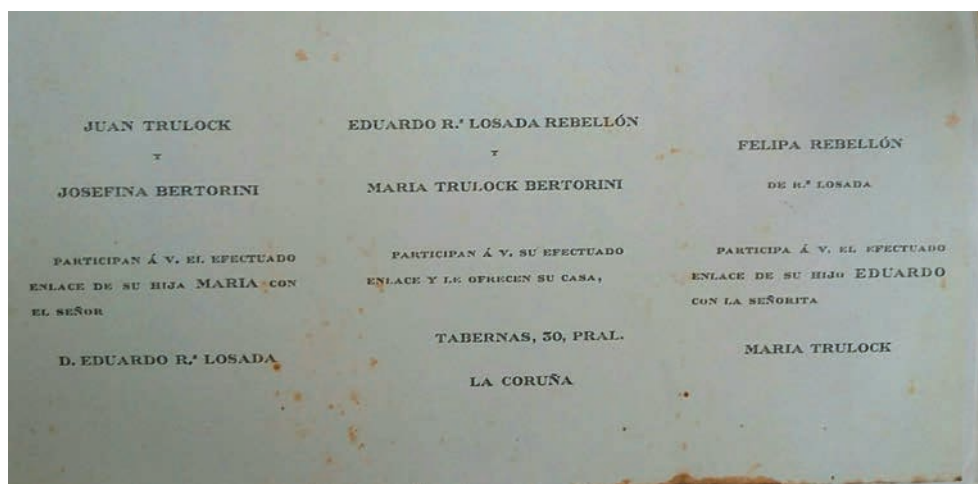 JUAN TRULOCK
Y
JOSEFINA BERTORINI
PARTICIPAN Á V. EL EFECTUADO
ENLACE DE SU HIJA MARIA CON
EL SEÑOR
D. EDUARDO R.ᶻ LOSADA
EDUARDO R.ᶻ LOSADA REBELLÓN
Y
MARIA TRULOCK BERTORINI
PARTICIPAN Á V. SU EFECTUADO
ENLACE Y LE OFRECEN SU CASA,
TABERNAS, 30, PRAL.
LA CORUÑA
FELIPA REBELLÓN
DE R.ᶻ LOSADA
PARTICIPA Á V. EL EFECTUADO
ENLACE DE SU HIJO EDUARDO
CON LA SEÑORITA
MARIA TRULOCK